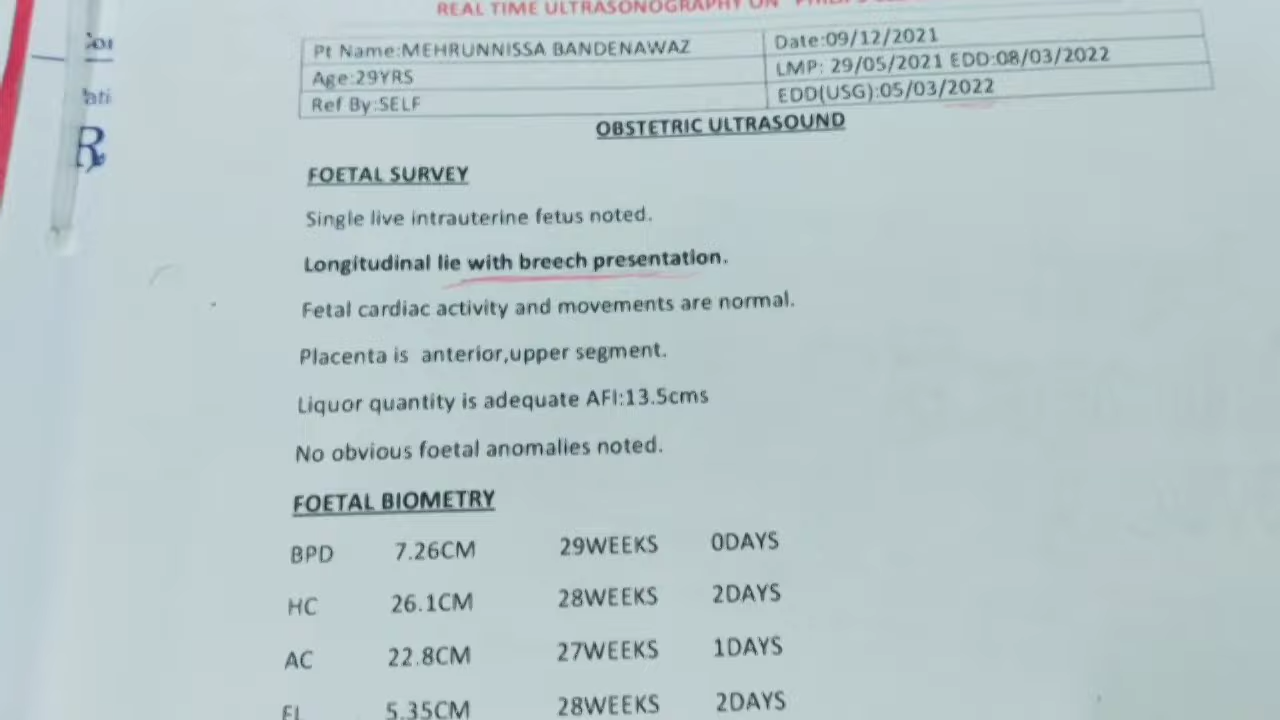 REAL TIME ULTRASONOGRAPHY ON
Pt Name:MEHRUNNISSA BANDENAWAZ
Date:09/12/2021
Age:29YRS
LMP: 29/05/2021 EDD:08/03/2022
Ref By:SELF
EDD(USG):05/03/2022
OBSTETRIC ULTRASOUND
FOETAL SURVEY
Single live intrauterine fetus noted.
Longitudinal lie with breech presentation.
Fetal cardiac activity and movements are normal.
Placenta is anterior,upper segment.
Liquor quantity is adequate AFI:13.5cms
No obvious foetal anomalies noted.
FOETAL BIOMETRY
BPD 7.26CM 29WEEKS 0DAYS
HC 26.1CM 28WEEKS 2DAYS
AC 22.8CM 27WEEKS 1DAYS
FL 5.35CM 28WEEKS 2DAYS